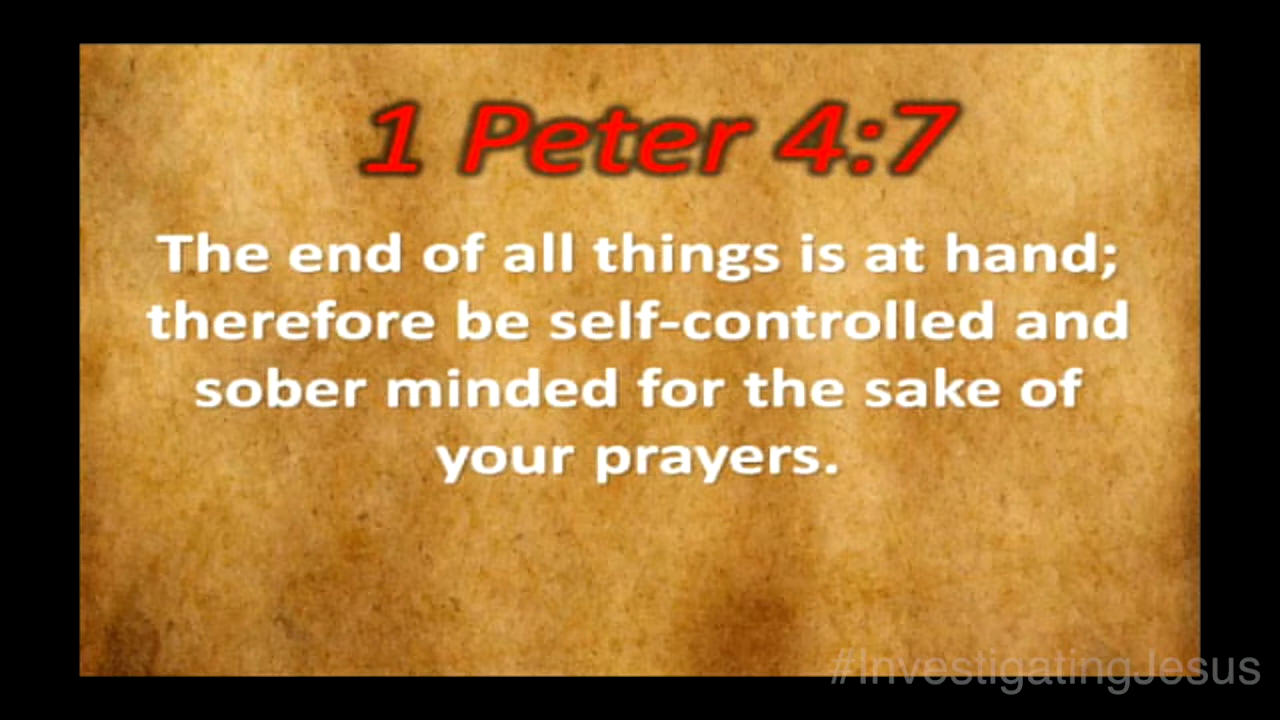 1 Peter 4:7
The end of all things is at hand;
therefore be self-controlled and
sober minded for the sake of
your prayers.
#InvestigatingJesus